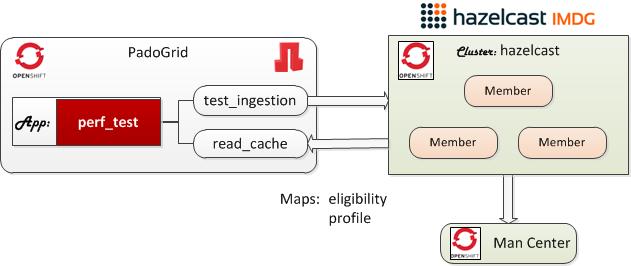 hazelcast IMDG
PadoGrid
OPENSHIFT
App: perf_test
test_ingestion
read_cache
OPENSHIFT
Cluster: hazelcast
Member
Member
Member
Maps: eligibility
profile
OPENSHIFT
Man Center